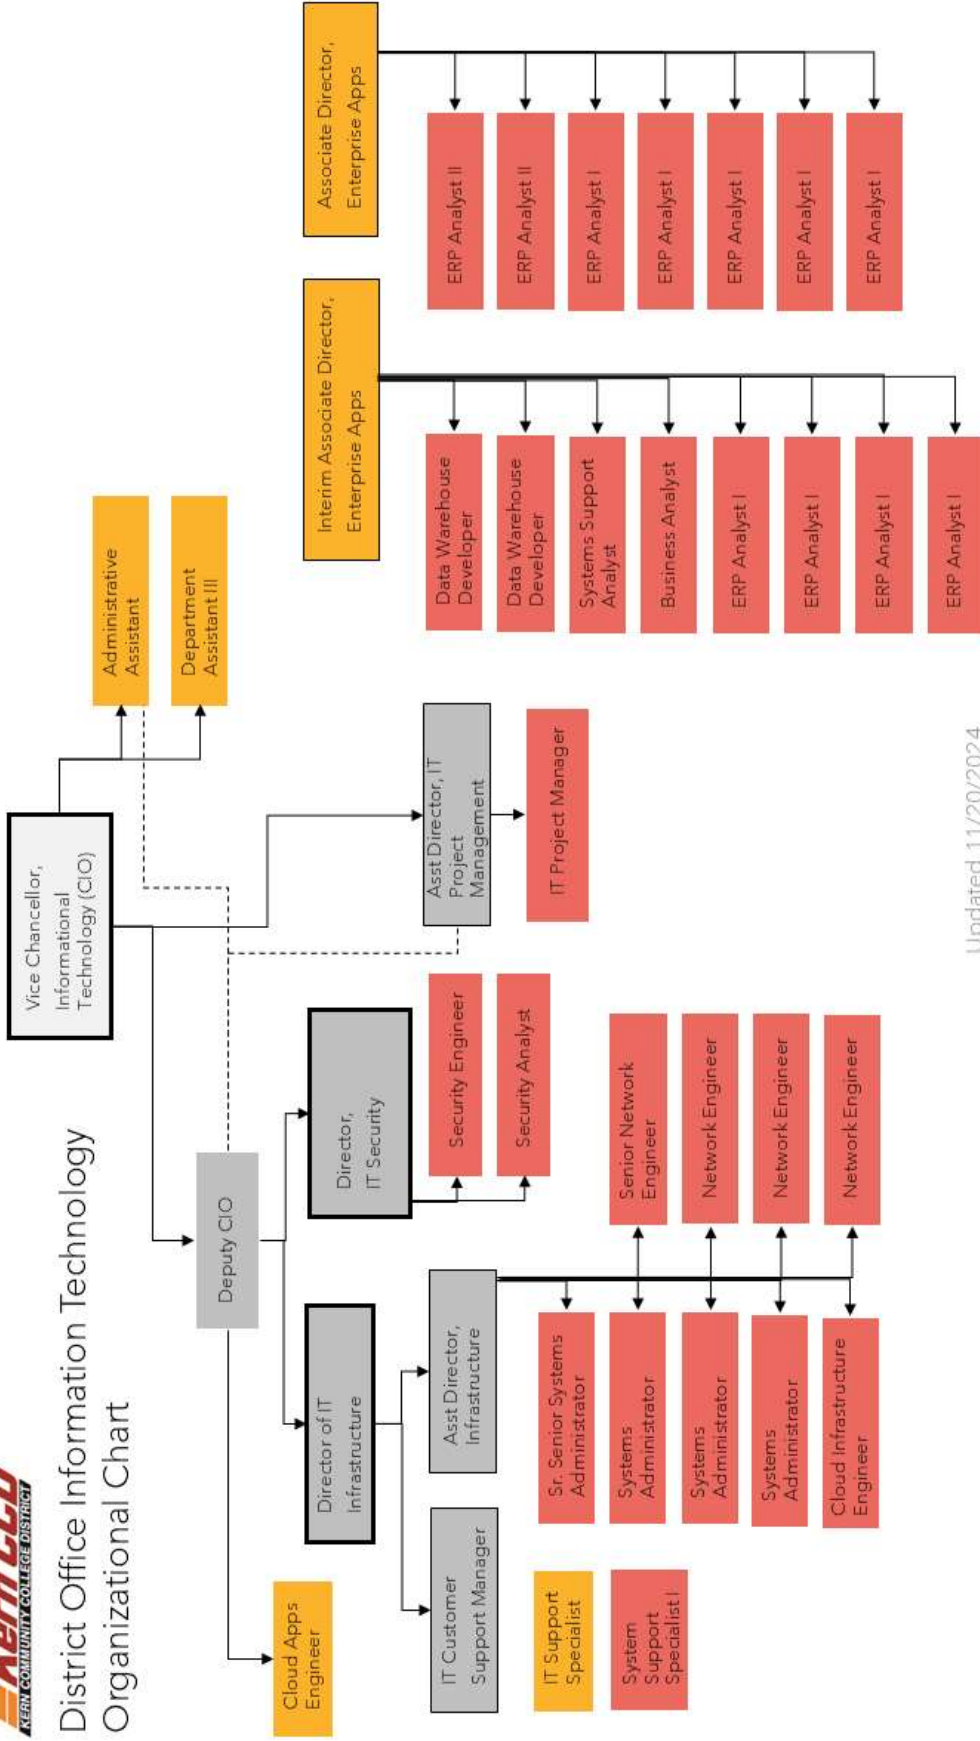 Kern CCD
KERN COMMUNITY COLLEGE DISTRICT
District Office Information Technology
Organizational Chart
Vice Chancellor,
Informational
Technology (CIO)
Administrative
Assistant
Department
Assistant III
Deputy CIO
Cloud Apps
Engineer
Director of IT
Infrastructure
Director,
IT Security
Asst Director, IT
Project
Management
Interim Associate Director,
Enterprise Apps
Associate Director,
Enterprise Apps
IT Customer
Support Manager
Asst Director,
Infrastructure
Security Engineer
Security Analyst
IT Project Manager
IT Support
Specialist
System
Support
Specialist I
Sr. Senior Systems
Administrator
Systems
Administrator
Systems
Administrator
Systems
Administrator
Cloud Infrastructure
Engineer
Senior Network
Engineer
Network Engineer
Network Engineer
Network Engineer
Data Warehouse
Developer
Data Warehouse
Developer
Systems Support
Analyst
Business Analyst
ERP Analyst I
ERP Analyst I
ERP Analyst I
ERP Analyst I
ERP Analyst II
ERP Analyst II
ERP Analyst I
ERP Analyst I
ERP Analyst I
ERP Analyst I
ERP Analyst I
Updated 11/20/2024